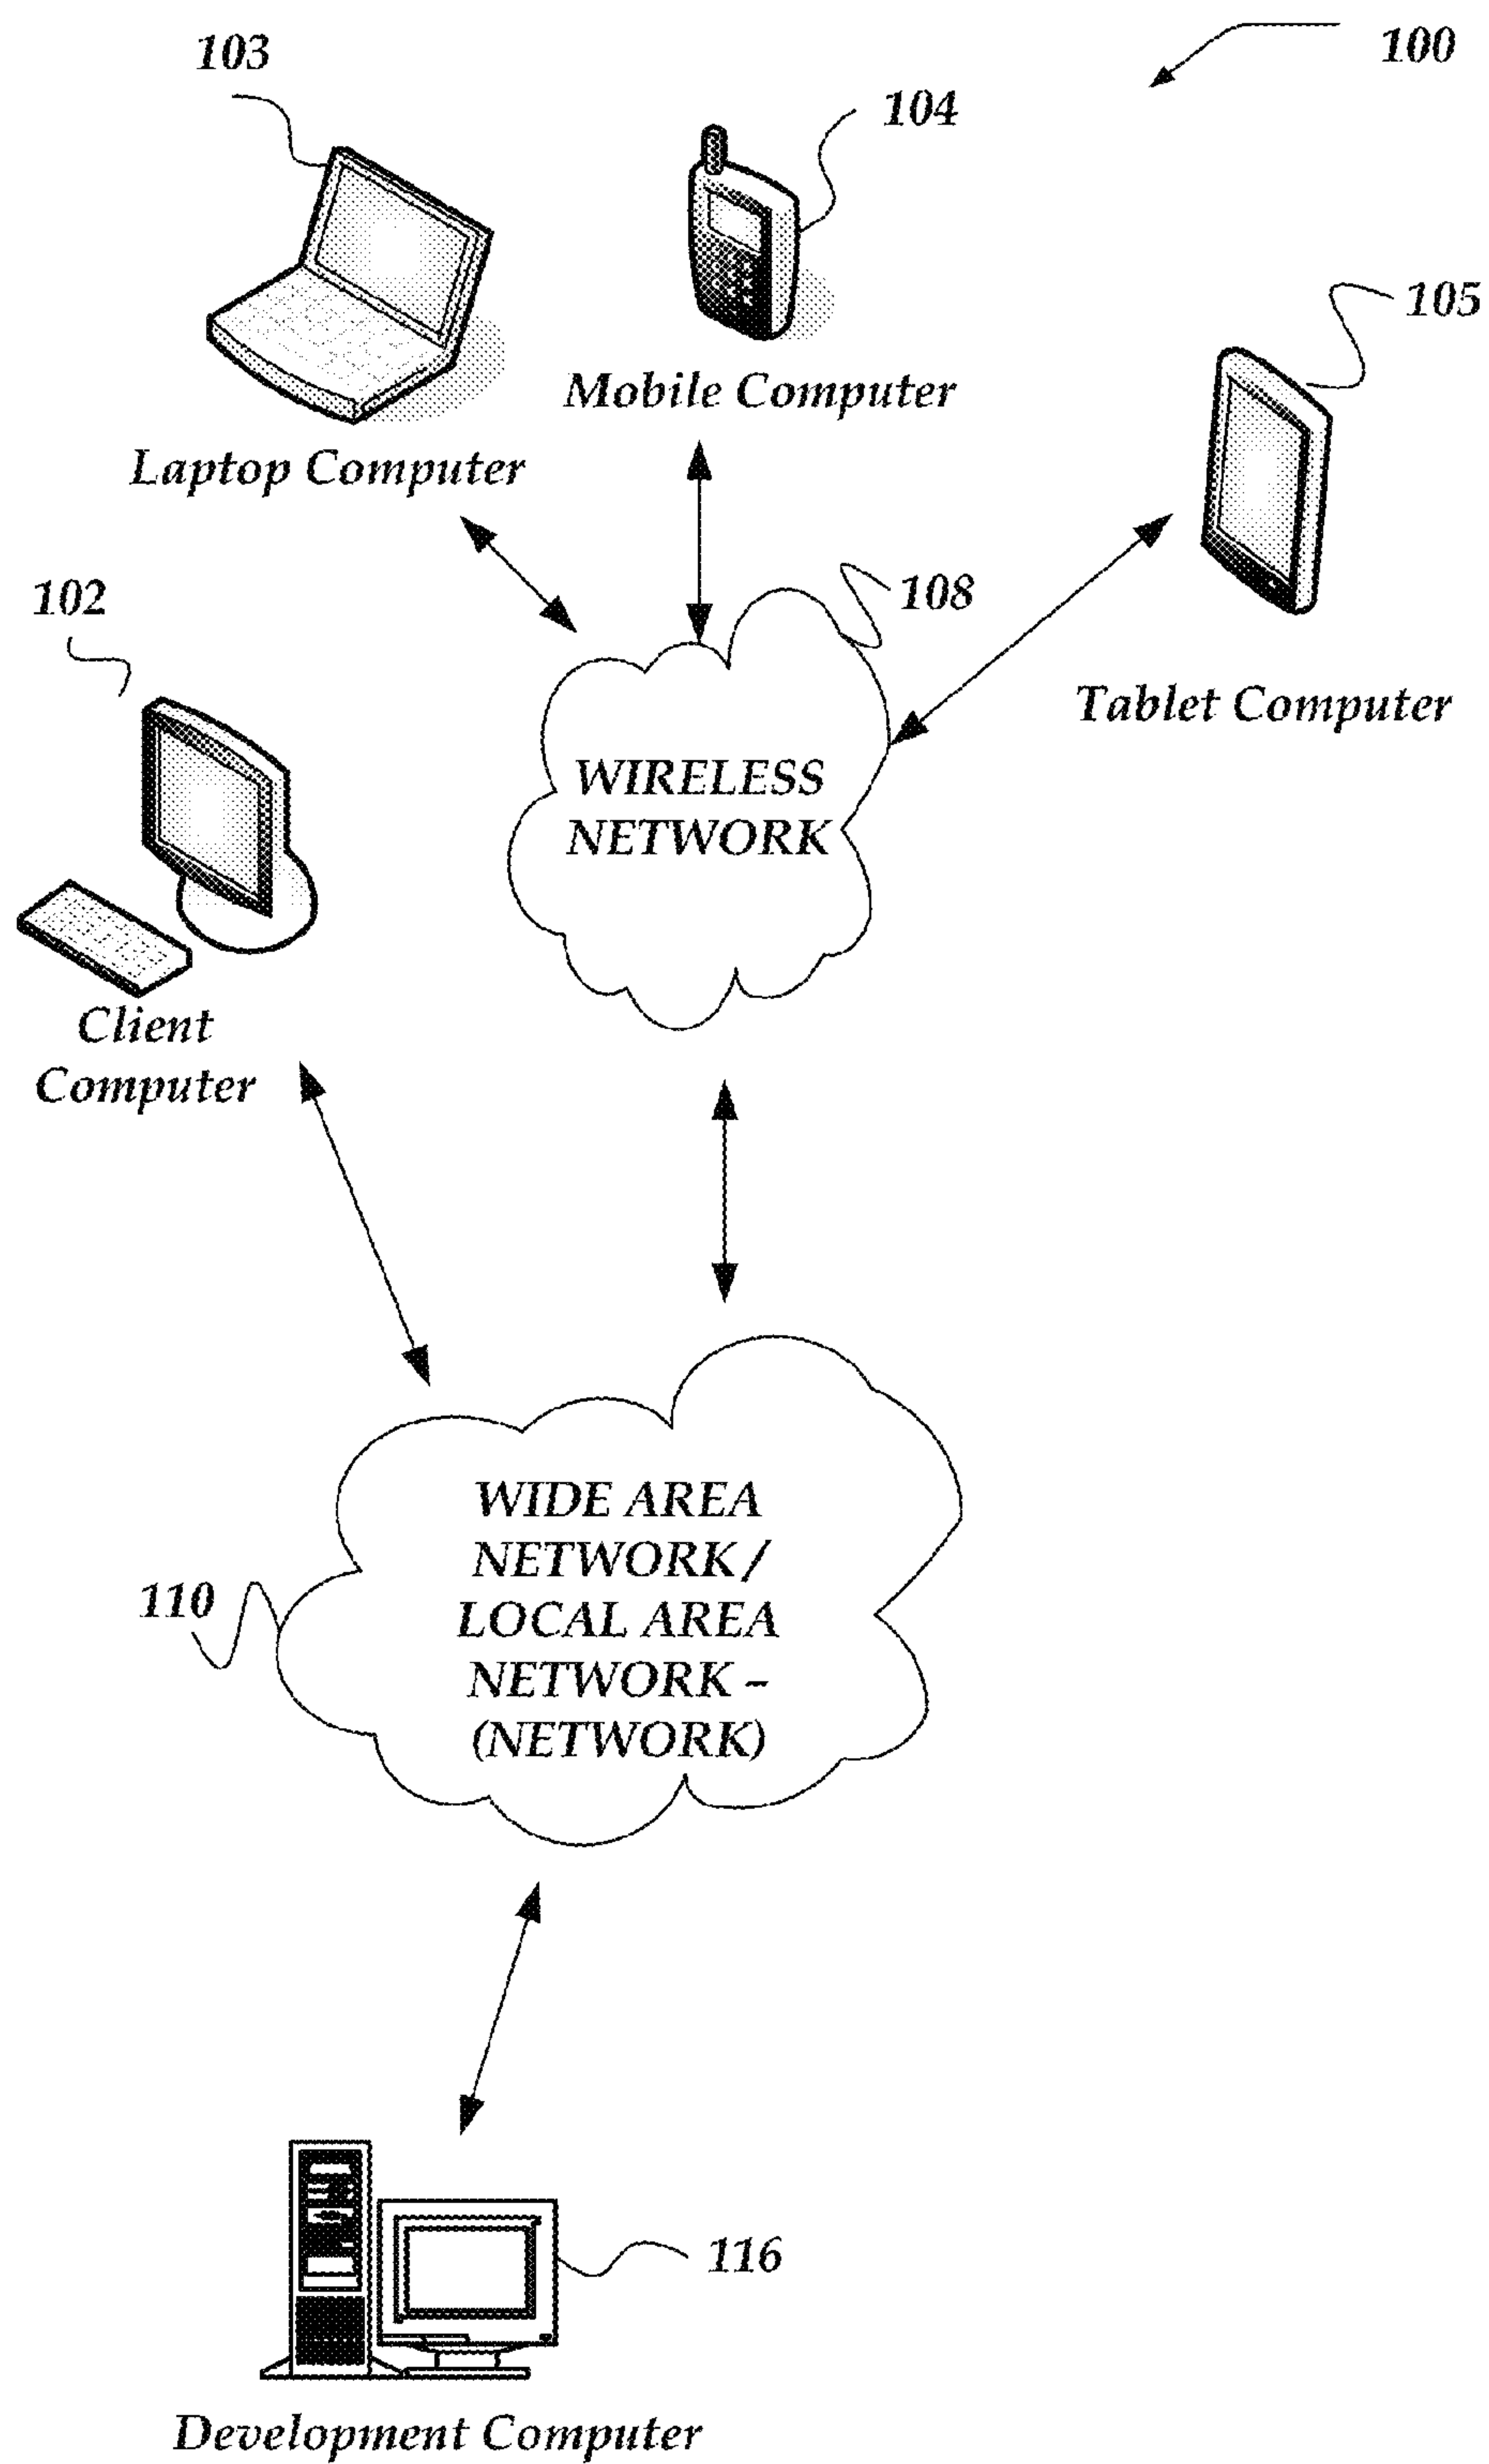 103
100
104
105
Mobile Computer
Laptop Computer
102
108
Tablet Computer
WIRELESS
NETWORK
Client
Computer
WIDE AREA
NETWORK /
LOCAL AREA
NETWORK –
(NETWORK)
110
116
Development Computer